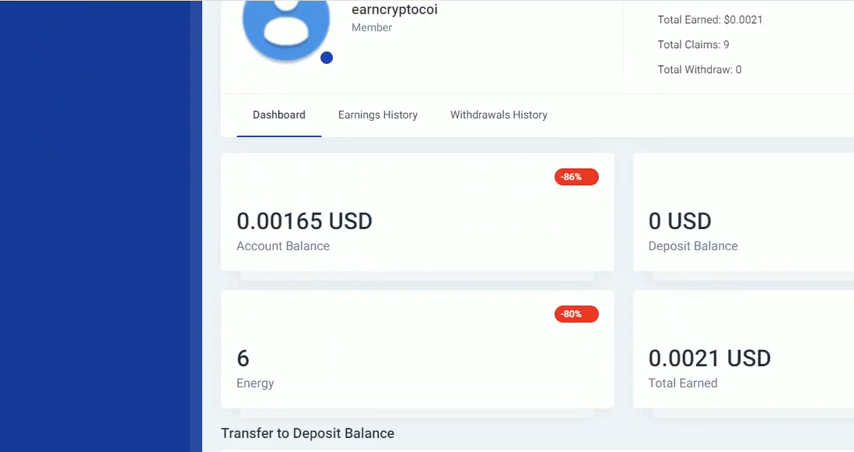 earncryptocoi
Member
Total Earned: $0.0021
Total Claims: 9
Total Withdraw: 0
Dashboard
Earnings History
Withdrawals History
-86%
0.00165 USD
Account Balance
0 USD
Deposit Balance
-80%
6
Energy
0.0021 USD
Total Earned
Transfer to Deposit Balance